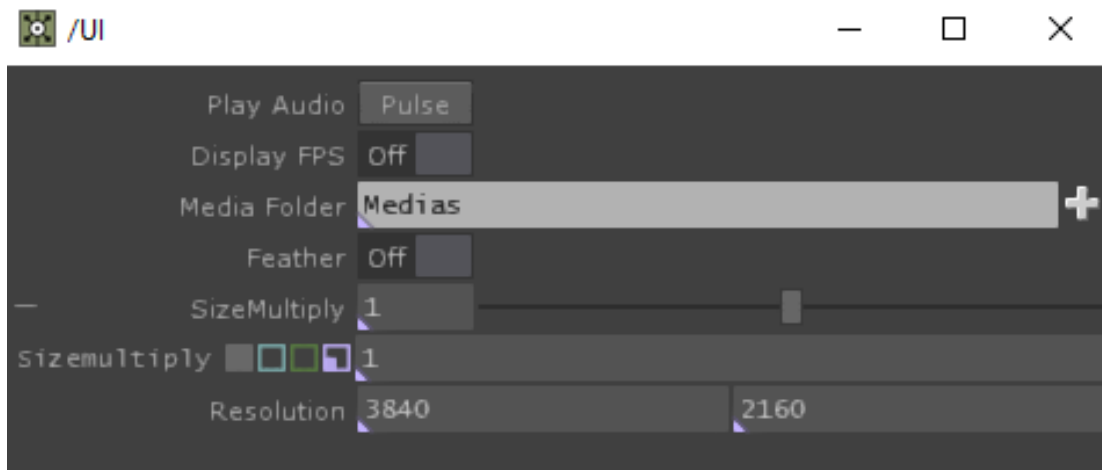 /UI
Play Audio Pulse
Display FPS Off
Media Folder Medias
Feather Off
SizeMultiply 1
Sizemultiply 1
Resolution 3840 2160